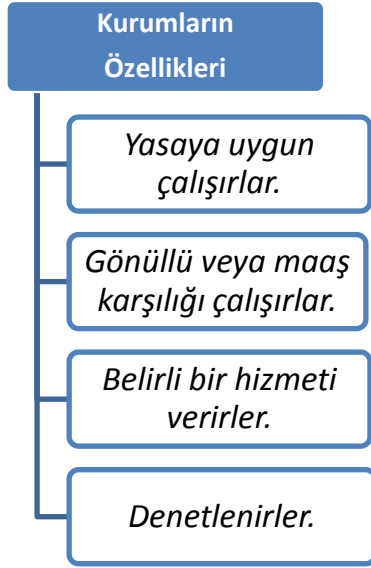 Kurumların
Özellikleri
Yasaya uygun
çalışırlar.
Gönüllü veya maaş
karşılığı çalışırlar.
Belirli bir hizmeti
verirler.
Denetlenirler.